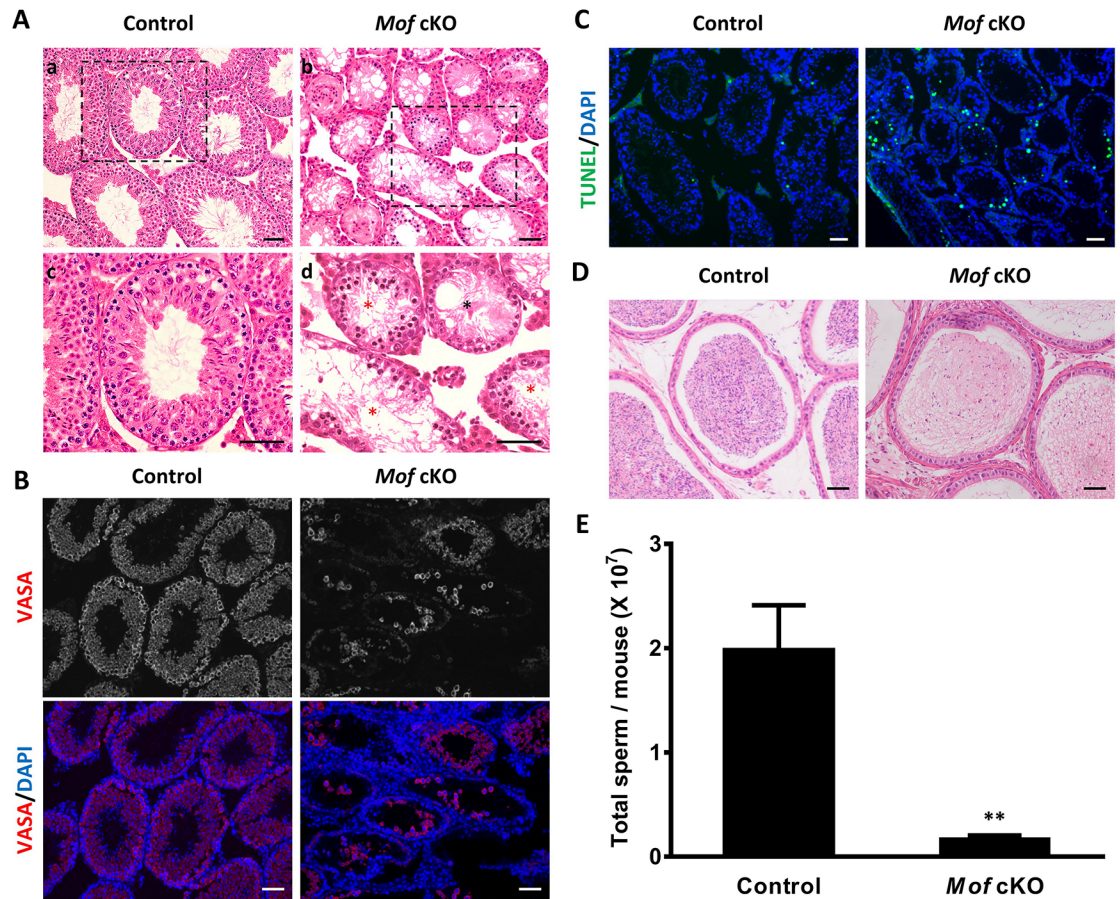 A
Control
Mof cKO
a
b
c
d
*
*
*
*
B
Control
Mof cKO
VASA
VASA/DAPI
C
Control
Mof cKO
TUNEL/DAPI
D
Control
Mof cKO
E
Total sperm / mouse (X 10⁷)
3
2
1
0
**
Control
Mof cKO